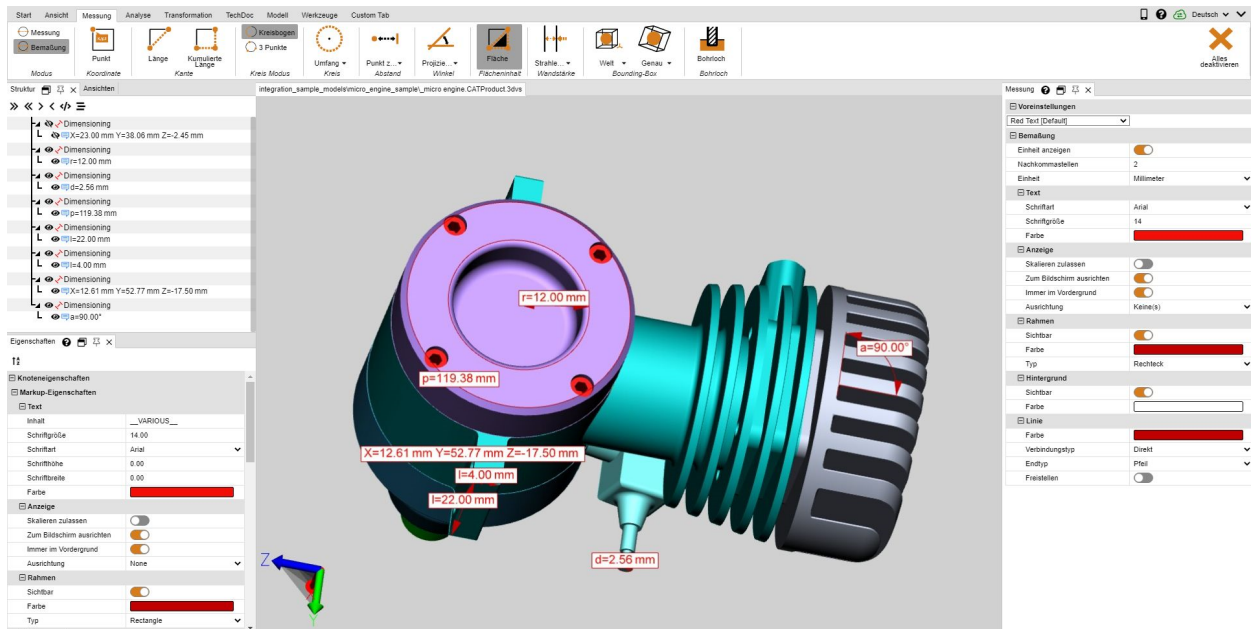 Start Ansicht Messung Analyse Transformation TechDoc Modell Werkzeuge Custom Tab
Deutsch
Messung
Bemaßung
Modus
Punkt
Koordinate
Länge
Kumulierte Länge
Kante
Kreisbogen
3 Punkte
Kreis Modus
Umfang
Kreis
Punkt z...
Abstand
Projizie...
Winkel
Fläche
Flächeninhalt
Strahle...
Wandstärke
Welt
Genau
Bounding-Box
Bohrloch
Bohrloch
Alles deaktivieren
Struktur
Ansichten
Dimensioning
X=23.00 mm Y=38.06 mm Z=-2.45 mm
Dimensioning
r=12.00 mm
Dimensioning
d=2.56 mm
Dimensioning
p=119.38 mm
Dimensioning
l=22.00 mm
Dimensioning
l=4.00 mm
Dimensioning
X=12.61 mm Y=52.77 mm Z=-17.50 mm
Dimensioning
a=90.00°
Eigenschaften
Knoteneigenschaften
Markup-Eigenschaften
Text
Inhalt __VARIOUS__
Schriftgröße 14.00
Schriftart Arial
Schrifthöhe 0.00
Schriftbreite 0.00
Farbe
Anzeige
Skalieren zulassen
Zum Bildschirm ausrichten
Immer im Vordergrund
Ausrichtung None
Rahmen
Sichtbar
Farbe
Typ Rectangle
integration_sample_models\micro_engine_sample\_micro engine.CATProduct.3dvs
r=12.00 mm
a=90.00°
p=119.38 mm
X=12.61 mm Y=52.77 mm Z=-17.50 mm
l=4.00 mm
l=22.00 mm
d=2.56 mm
Z
Y
Messung
Voreinstellungen
Red Text [Default]
Bemaßung
Einheit anzeigen
Nachkommastellen 2
Einheit Millimeter
Text
Schriftart Arial
Schriftgröße 14
Farbe
Anzeige
Skalieren zulassen
Zum Bildschirm ausrichten
Immer im Vordergrund
Ausrichtung Keine(s)
Rahmen
Sichtbar
Farbe
Typ Rechteck
Hintergrund
Sichtbar
Farbe
Linie
Farbe
Verbindungstyp Direkt
Endtyp Pfeil
Freistellen